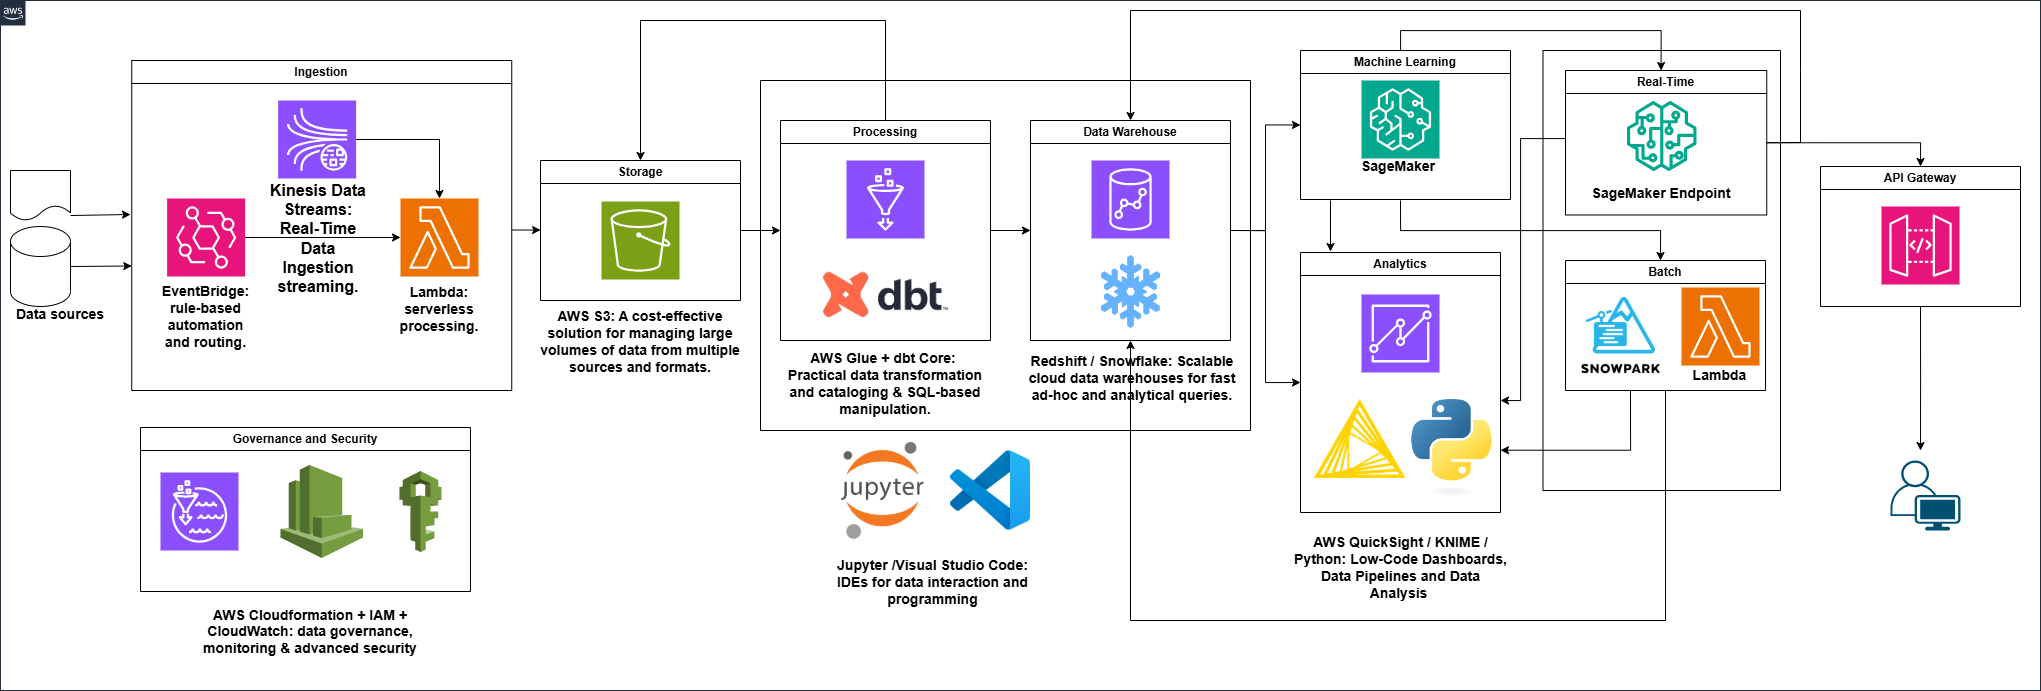 aws
Ingestion
Kinesis Data
Streams:
Real-Time
Data
Ingestion
streaming.
EventBridge:
rule-based
automation
and routing.
Lambda:
serverless
processing.
Data sources
Storage
AWS S3: A cost-effective
solution for managing large
volumes of data from multiple
sources and formats.
Processing
dbt
TM
AWS Glue + dbt Core:
Practical data transformation
and cataloging & SQL-based
manipulation.
Data Warehouse
Redshift / Snowflake: Scalable
cloud data warehouses for fast
ad-hoc and analytical queries.
Machine Learning
SageMaker
Real-Time
SageMaker Endpoint
API Gateway
</>
Analytics
Batch
SNOWPARK
Lambda
AWS QuickSight / KNIME /
Python: Low-Code Dashboards,
Data Pipelines and Data
Analysis
Governance and Security
AWS Cloudformation + IAM +
CloudWatch: data governance,
monitoring & advanced security
jupyter
Jupyter /Visual Studio Code:
IDEs for data interaction and
programming